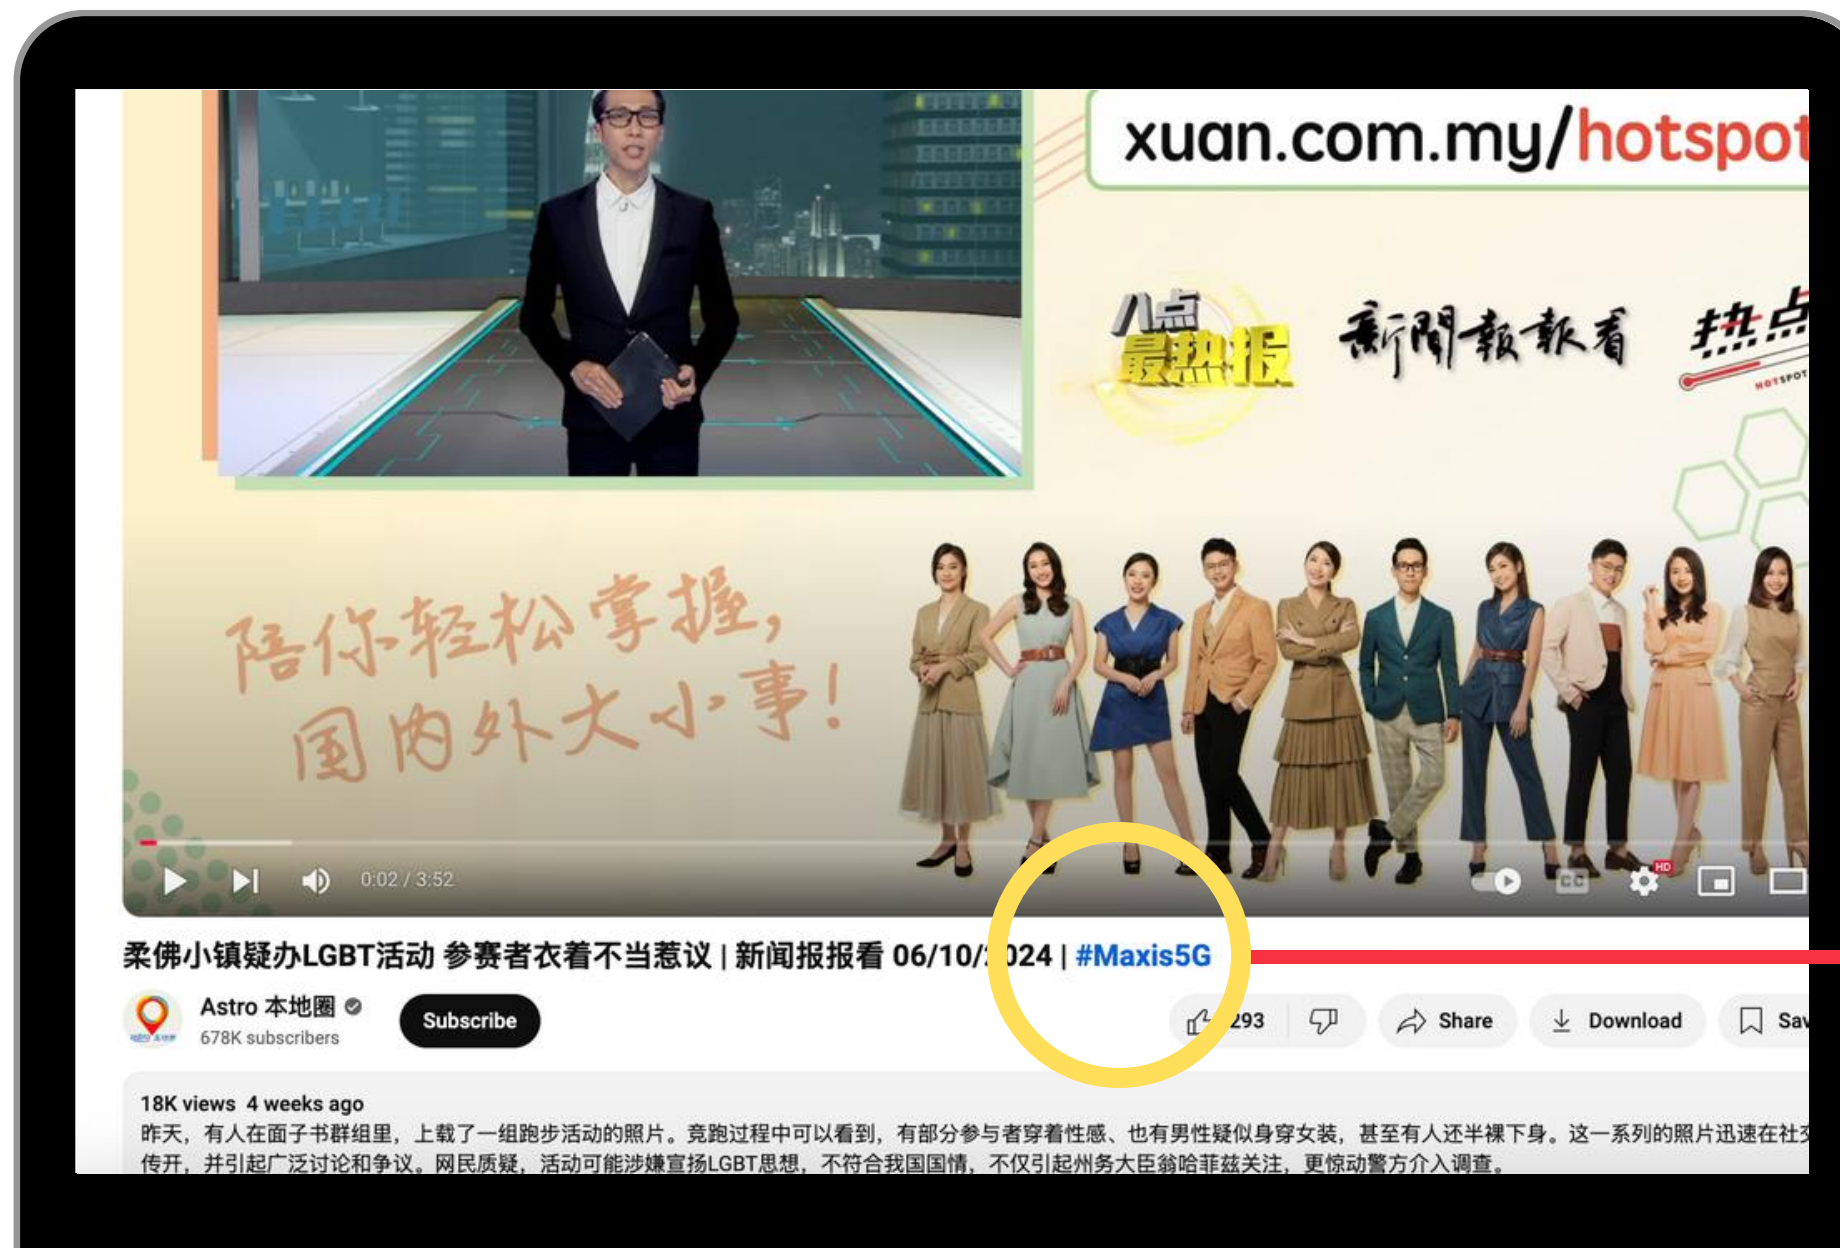 xuan.com.my/hotspot
八点
最热报
新聞報報看
热点
HOTSPOT
陪你轻松掌握，
国内外大小事！
0:02 / 3:52
CC
HD
柔佛小镇疑办LGBT活动 参赛者衣着不当惹议 | 新闻报报看 06/10/2024 | #Maxis5G
Astro 本地圈
678K subscribers
Subscribe
293
Share
Download
Sav
18K views 4 weeks ago
昨天，有人在面子书群组里，上载了一组跑步活动的照片。竞跑过程中可以看到，有部分参与者穿着性感、也有男性疑似身穿女装，甚至有人还半裸下身。这一系列的照片迅速在社交
传开，并引起广泛讨论和争议。网民质疑，活动可能涉嫌宣扬LGBT思想，不符合我国国情，不仅引起州务大臣翁哈菲兹关注，更惊动警方介入调查。